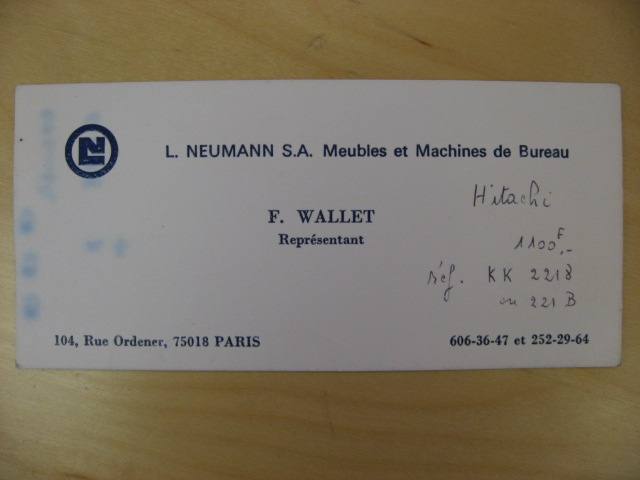 L. NEUMANN S.A. Meubles et Machines de Bureau
F. WALLET
Représentant
Hitachi
1100F,-
réf. KK 2218
ou 221 B
104, Rue Ordener, 75018 PARIS
606-36-47 et 252-29-64